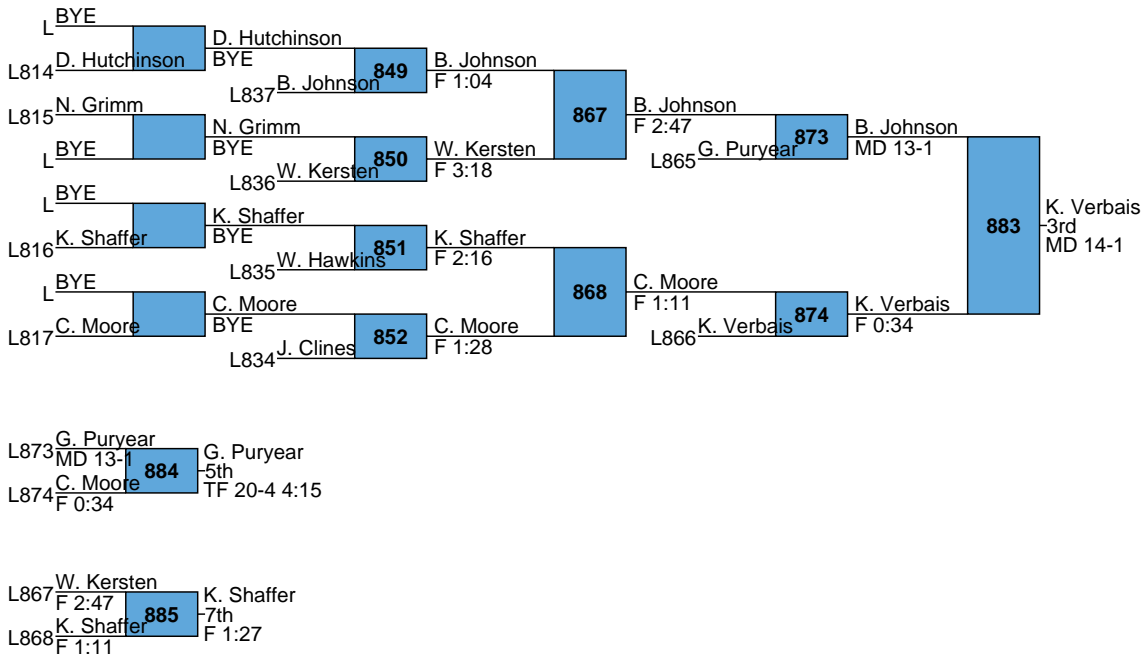 BYE
L
D. Hutchinson
L814
D. Hutchinson
BYE
849
B. Johnson
L837
B. Johnson
F 1:04
N. Grimm
L815
BYE
L
N. Grimm
BYE
850
W. Kersten
L836
W. Kersten
F 3:18
867
B. Johnson
F 2:47
G. Puryear
L865
873
B. Johnson
MD 13-1
BYE
L
K. Shaffer
L816
K. Shaffer
BYE
851
W. Hawkins
L835
K. Shaffer
F 2:16
BYE
L
C. Moore
L817
C. Moore
BYE
852
J. Clines
L834
C. Moore
F 1:28
868
C. Moore
F 1:11
K. Verbais
L866
874
K. Verbais
F 0:34
883
K. Verbais
3rd
MD 14-1
L873
G. Puryear
MD 13-1
L874
C. Moore
F 0:34
884
G. Puryear
5th
TF 20-4 4:15
L867
W. Kersten
F 2:47
L868
K. Shaffer
F 1:11
885
K. Shaffer
7th
F 1:27